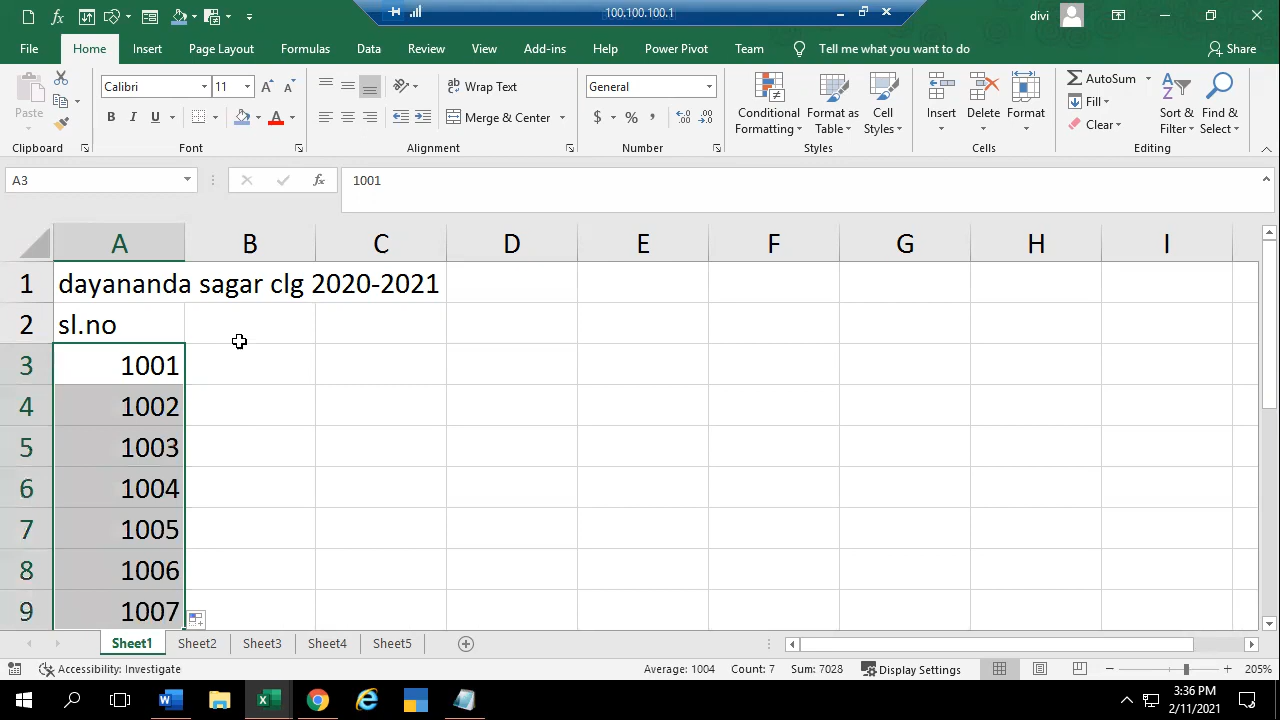 100.100.100.1
divi
File Home Insert Page Layout Formulas Data Review View Add-ins Help Power Pivot Team Tell me what you want to do Share
Paste
Clipboard
Calibri 11
B I U
Font
Wrap Text
Merge & Center
Alignment
General
$ % ,
Number
Conditional Formatting
Format as Table
Cell Styles
Styles
Insert
Delete
Format
Cells
AutoSum
Fill
Clear
Sort & Filter
Find & Select
Editing
A3 fx 1001
A B C D E F G H I
1 dayananda sagar clg 2020-2021
2 sl.no
3 1001
4 1002
5 1003
6 1004
7 1005
8 1006
9 1007
Sheet1 Sheet2 Sheet3 Sheet4 Sheet5
Accessibility: Investigate Average: 1004 Count: 7 Sum: 7028 Display Settings 205%
3:36 PM
2/11/2021